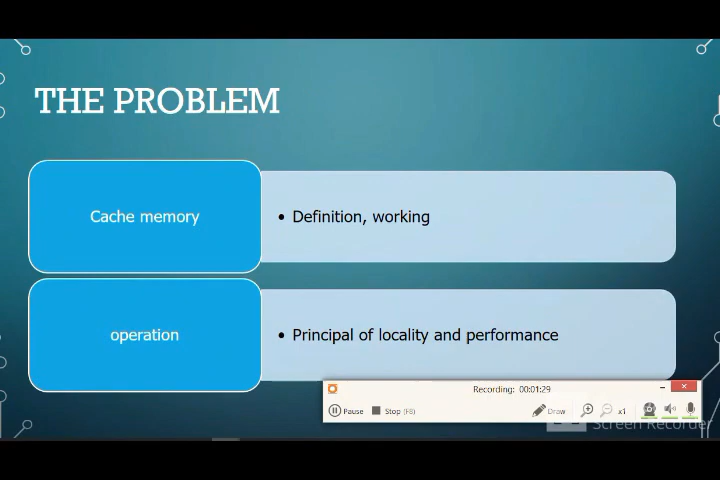 THE PROBLEM
Cache memory
• Definition, working
operation
• Principal of locality and performance
Recording: 00:01:29
Pause Stop (F8) Draw x1
Screen Recorder